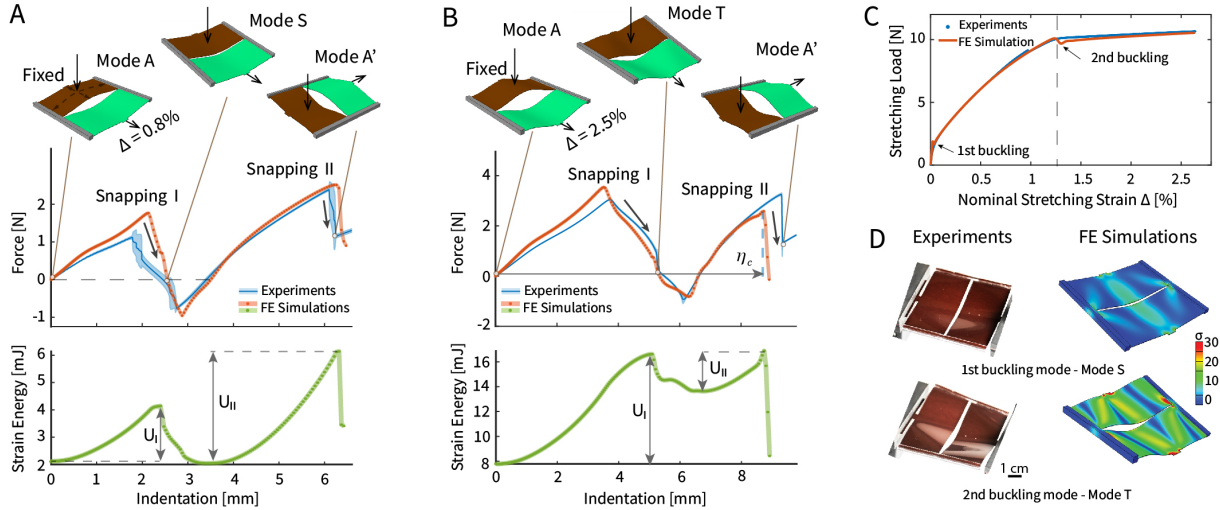 A
Mode S
Mode A
Mode A’
Fixed
Δ = 0.8%
Snapping I
Snapping II
Force [N]
2
1
0
-1
Experiments
FE Simulations
Strain Energy [mJ]
6
5
4
3
2
U_I
U_II
0 1 2 3 4 5 6
Indentation [mm]
B
Mode T
Mode A
Mode A’
Fixed
Δ = 2.5%
Snapping I
Snapping II
Force [N]
4
2
0
-2
η_c
Experiments
FE Simulations
Strain Energy [mJ]
16
14
12
10
8
U_I
U_II
0 2 4 6 8
Indentation [mm]
C
Stretching Load [N]
10
5
0
Experiments
FE Simulation
2nd buckling
1st buckling
0 0.5 1 1.5 2 2.5
Nominal Stretching Strain Δ [%]
D
Experiments
FE Simulations
σ
30
20
10
0
1st buckling mode - Mode S
1 cm
2nd buckling mode - Mode T